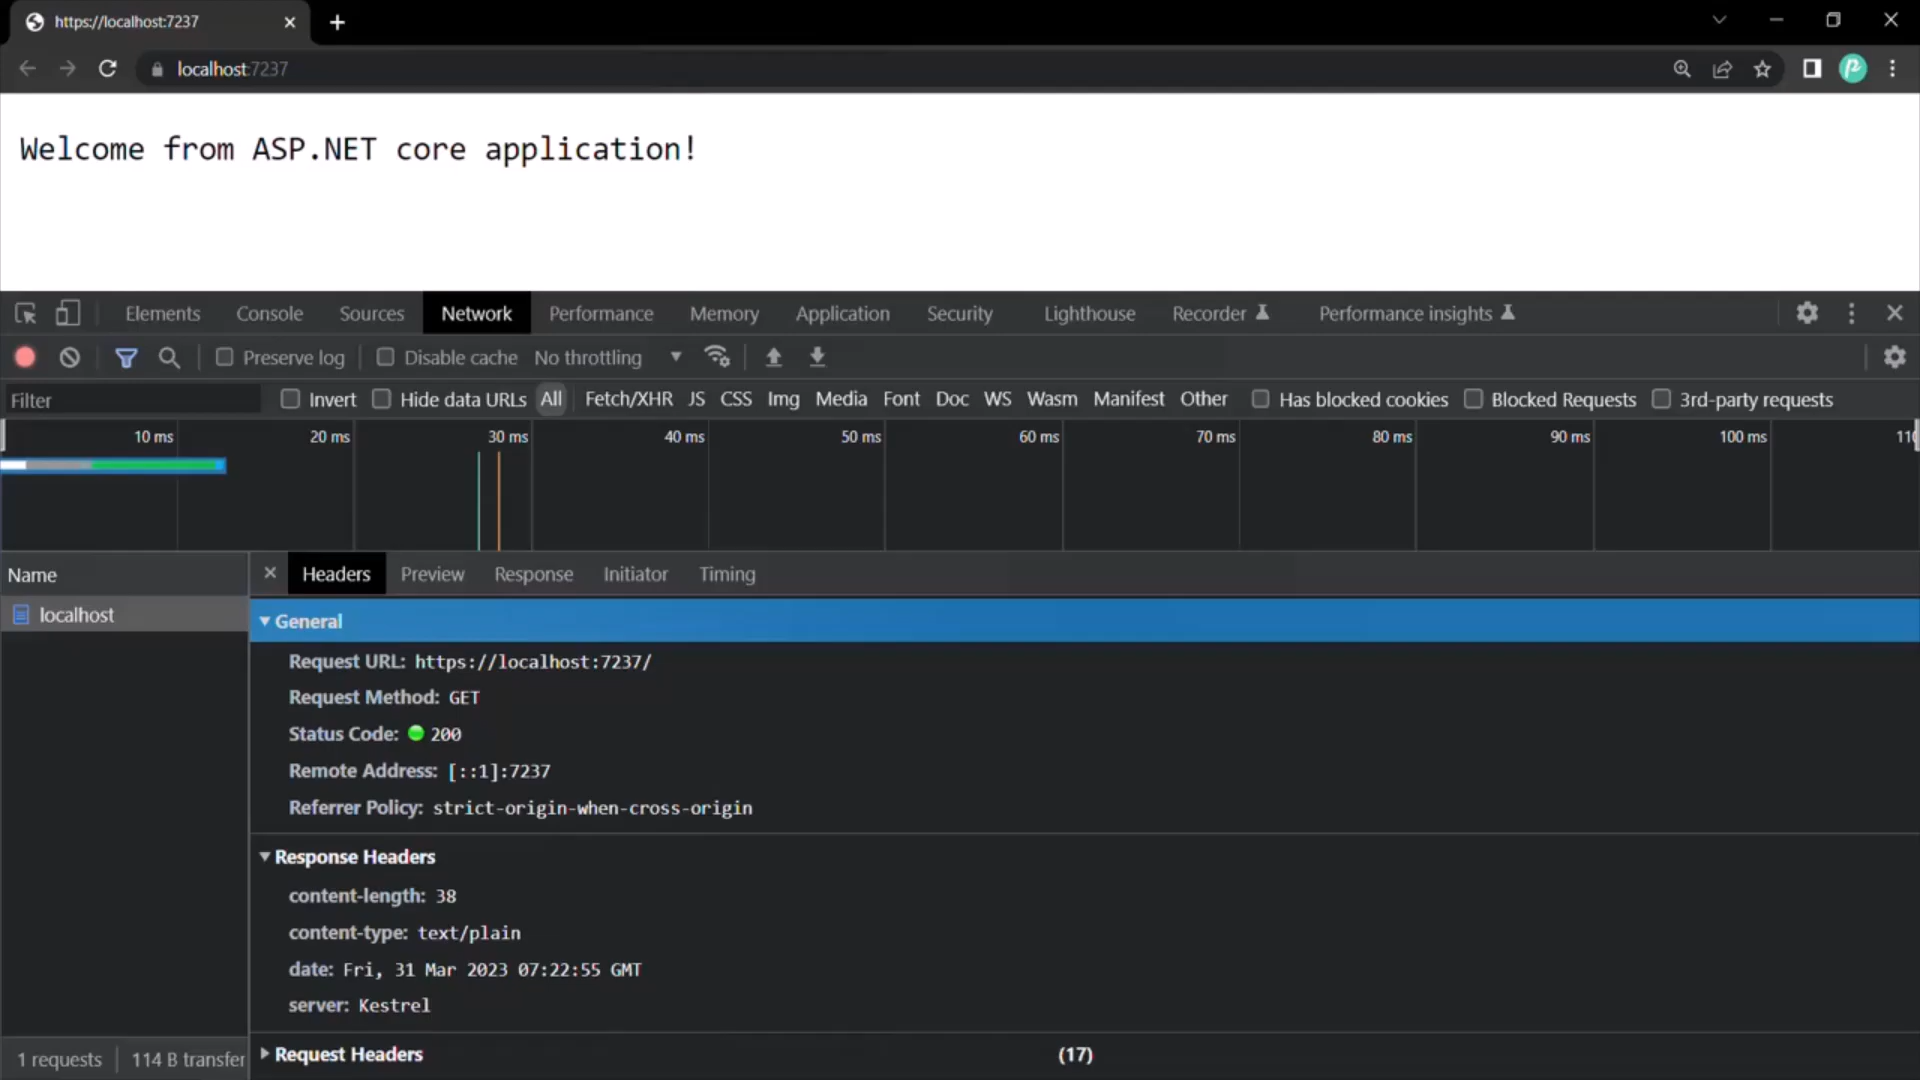 https://localhost:7237
localhost:7237
Welcome from ASP.NET core application!
Elements Console Sources Network Performance Memory Application Security Lighthouse Recorder Performance insights
Preserve log Disable cache No throttling
Filter Invert Hide data URLs All Fetch/XHR JS CSS Img Media Font Doc WS Wasm Manifest Other Has blocked cookies Blocked Requests 3rd-party requests
10 ms 20 ms 30 ms 40 ms 50 ms 60 ms 70 ms 80 ms 90 ms 100 ms 110
Name Headers Preview Response Initiator Timing
localhost
General
Request URL: https://localhost:7237/
Request Method: GET
Status Code: 200
Remote Address: [::1]:7237
Referrer Policy: strict-origin-when-cross-origin
Response Headers
content-length: 38
content-type: text/plain
date: Fri, 31 Mar 2023 07:22:55 GMT
server: Kestrel
Request Headers (17)
1 requests 114 B transfer